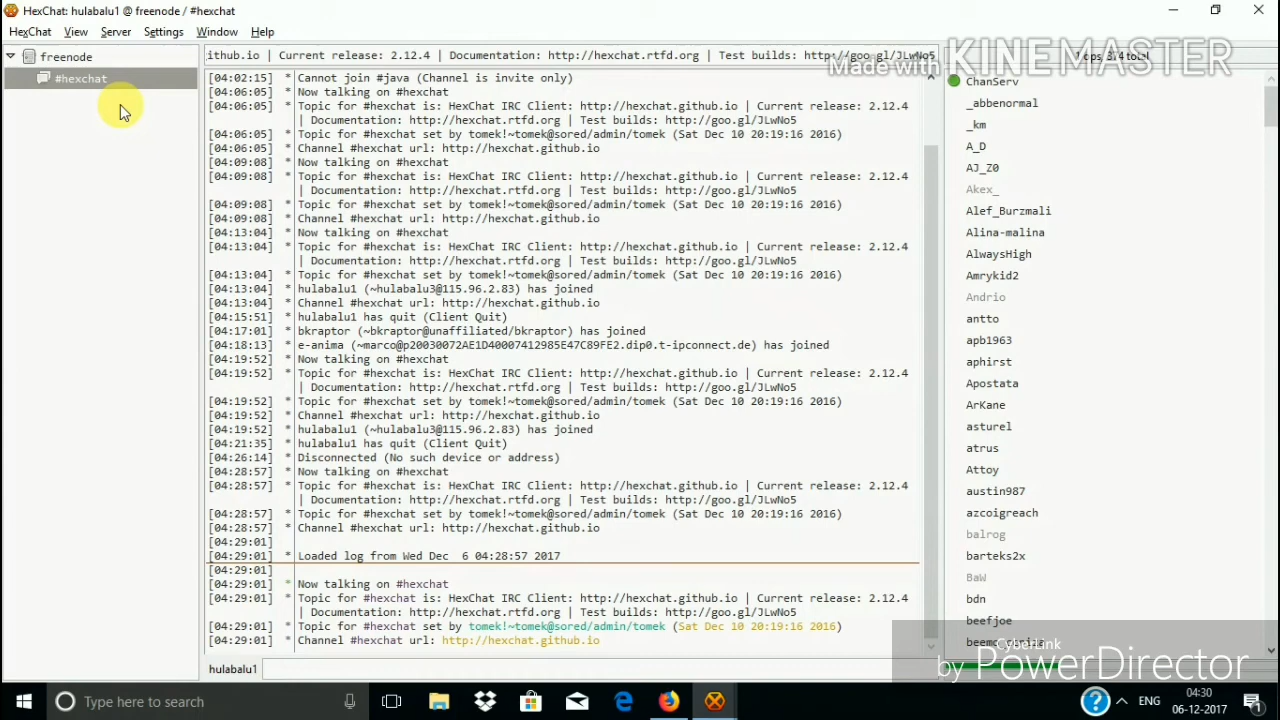 HexChat: hulabalu1 @ freenode / #hexchat
HexChat View Server Settings Window Help
freenode
#hexchat
ithub.io | Current release: 2.12.4 | Documentation: http://hexchat.rtfd.org | Test builds: http://goo.gl/JLwNo5
Made with KINEMASTER
1 ops, 374 total
[04:02:15] * Cannot join #java (Channel is invite only)
[04:06:05] * Now talking on #hexchat
[04:06:05] * Topic for #hexchat is: HexChat IRC Client: http://hexchat.github.io | Current release: 2.12.4
| Documentation: http://hexchat.rtfd.org | Test builds: http://goo.gl/JLwNo5
[04:06:05] * Topic for #hexchat set by tomek!~tomek@sored/admin/tomek (Sat Dec 10 20:19:16 2016)
[04:06:05] * Channel #hexchat url: http://hexchat.github.io
[04:09:08] * Now talking on #hexchat
[04:09:08] * Topic for #hexchat is: HexChat IRC Client: http://hexchat.github.io | Current release: 2.12.4
| Documentation: http://hexchat.rtfd.org | Test builds: http://goo.gl/JLwNo5
[04:09:08] * Topic for #hexchat set by tomek!~tomek@sored/admin/tomek (Sat Dec 10 20:19:16 2016)
[04:09:08] * Channel #hexchat url: http://hexchat.github.io
[04:13:04] * Now talking on #hexchat
[04:13:04] * Topic for #hexchat is: HexChat IRC Client: http://hexchat.github.io | Current release: 2.12.4
| Documentation: http://hexchat.rtfd.org | Test builds: http://goo.gl/JLwNo5
[04:13:04] * Topic for #hexchat set by tomek!~tomek@sored/admin/tomek (Sat Dec 10 20:19:16 2016)
[04:13:04] * hulabalu1 (~hulabalu3@115.96.2.83) has joined
[04:13:04] * Channel #hexchat url: http://hexchat.github.io
[04:15:51] * hulabalu1 has quit (Client Quit)
[04:17:01] * bkraptor (~bkraptor@unaffiliated/bkraptor) has joined
[04:18:13] * e-anima (~marco@p20030072AE1D40007412985E47C89FE2.dip0.t-ipconnect.de) has joined
[04:19:52] * Now talking on #hexchat
[04:19:52] * Topic for #hexchat is: HexChat IRC Client: http://hexchat.github.io | Current release: 2.12.4
| Documentation: http://hexchat.rtfd.org | Test builds: http://goo.gl/JLwNo5
[04:19:52] * Topic for #hexchat set by tomek!~tomek@sored/admin/tomek (Sat Dec 10 20:19:16 2016)
[04:19:52] * Channel #hexchat url: http://hexchat.github.io
[04:19:52] * hulabalu1 (~hulabalu3@115.96.2.83) has joined
[04:21:35] * hulabalu1 has quit (Client Quit)
[04:26:14] * Disconnected (No such device or address)
[04:28:57] * Now talking on #hexchat
[04:28:57] * Topic for #hexchat is: HexChat IRC Client: http://hexchat.github.io | Current release: 2.12.4
| Documentation: http://hexchat.rtfd.org | Test builds: http://goo.gl/JLwNo5
[04:28:57] * Topic for #hexchat set by tomek!~tomek@sored/admin/tomek (Sat Dec 10 20:19:16 2016)
[04:28:57] * Channel #hexchat url: http://hexchat.github.io
[04:29:01]
[04:29:01] * Loaded log from Wed Dec 6 04:28:57 2017
[04:29:01]
[04:29:01] * Now talking on #hexchat
[04:29:01] * Topic for #hexchat is: HexChat IRC Client: http://hexchat.github.io | Current release: 2.12.4
| Documentation: http://hexchat.rtfd.org | Test builds: http://goo.gl/JLwNo5
[04:29:01] * Topic for #hexchat set by tomek!~tomek@sored/admin/tomek (Sat Dec 10 20:19:16 2016)
[04:29:01] * Channel #hexchat url: http://hexchat.github.io
hulabalu1
ChanServ
_abbenormal
_km
A_D
AJ_Z0
Akex_
Alef_Burzmali
Alina-malina
AlwaysHigh
Amrykid2
Andrio
antto
apb1963
aphirst
Apostata
ArKane
asturel
atrus
Attoy
austin987
azcoigreach
balrog
barteks2x
BaW
bdn
beefjoe
CyberLink
by PowerDirector
Type here to search
ENG
04:30
06-12-2017
1